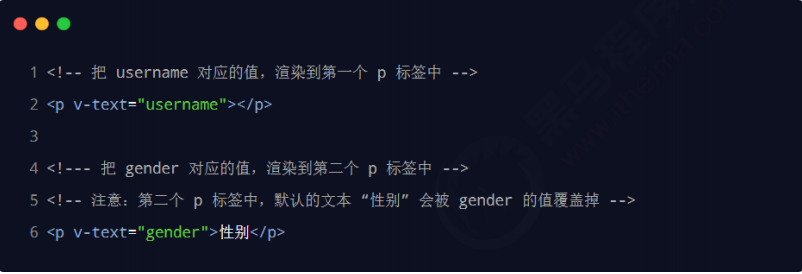 1 <!-- 把 username 对应的值，渲染到第一个 p 标签中 -->
2 <p v-text="username"></p>
3
4 <!--- 把 gender 对应的值，渲染到第二个 p 标签中 -->
5 <!-- 注意：第二个 p 标签中，默认的文本 “性别” 会被 gender 的值覆盖掉 -->
6 <p v-text="gender">性别</p>